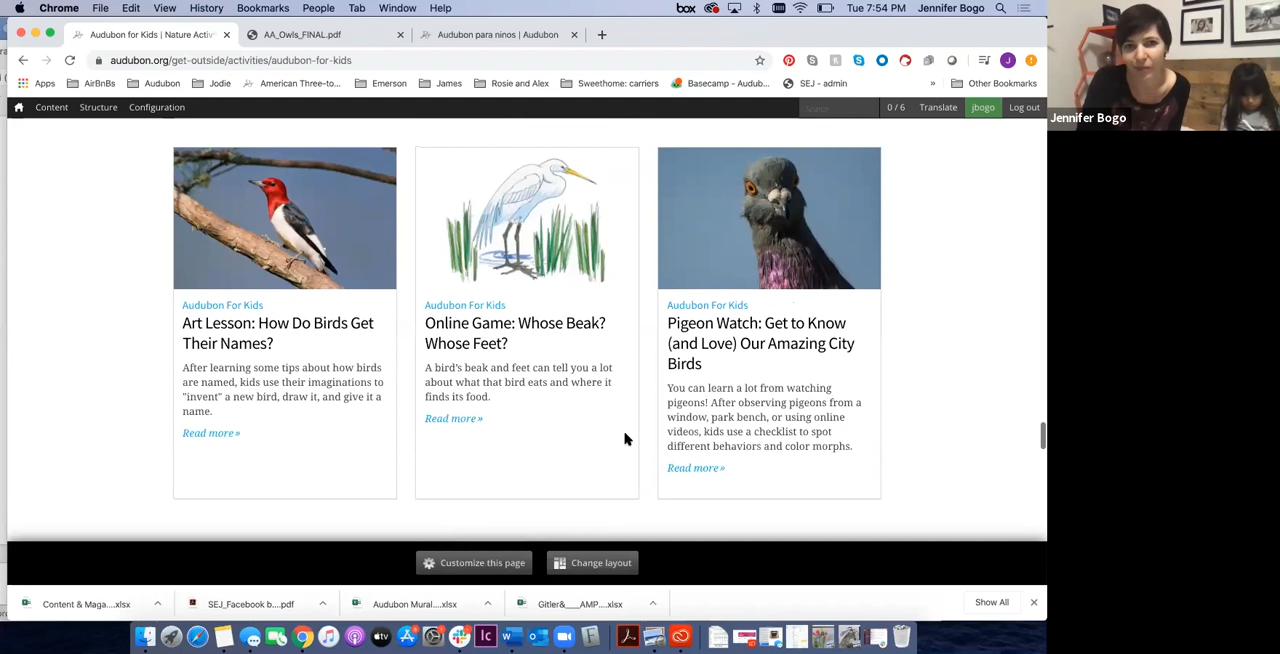 Chrome File Edit View History Bookmarks People Tab Window Help
box
Tue 7:54 PM Jennifer Bogo
Audubon for Kids | Nature Activ
AA_Owls_FINAL.pdf
Audubon para ninos | Audubon
audubon.org/get-outside/activities/audubon-for-kids
Apps AirBnBs Audubon Jodie American Three-to... Emerson James Rosie and Alex Sweethome: carriers Basecamp - Audub... SEJ - admin » Other Bookmarks
Content Structure Configuration
Search 0 / 6 Translate jbogo Log out
Jennifer Bogo
Audubon For Kids
Art Lesson: How Do Birds Get
Their Names?
After learning some tips about how birds
are named, kids use their imaginations to
"invent" a new bird, draw it, and give it a
name.
Read more»
Audubon For Kids
Online Game: Whose Beak?
Whose Feet?
A bird's beak and feet can tell you a lot
about what that bird eats and where it
finds its food.
Read more»
Audubon For Kids
Pigeon Watch: Get to Know
(and Love) Our Amazing City
Birds
You can learn a lot from watching
pigeons! After observing pigeons from a
window, park bench, or using online
videos, kids use a checklist to spot
different behaviors and color morphs.
Read more»
Customize this page
Change layout
Content & Maga....xlsx
SEJ_Facebook b....pdf
Audubon Mural....xlsx
Gitler&___AMP....xlsx
Show All
tv
Ic
W
F